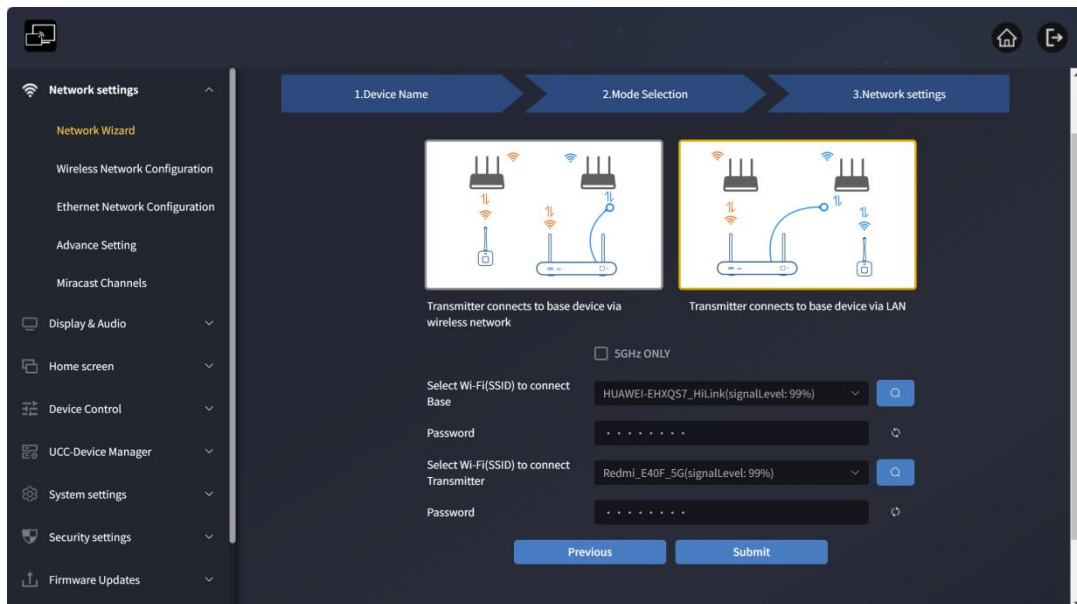 Network settings
Network Wizard
Wireless Network Configuration
Ethernet Network Configuration
Advance Setting
Miracast Channels
Display & Audio
Home screen
Device Control
UCC-Device Manager
System settings
Security settings
Firmware Updates
1.Device Name
2.Mode Selection
3.Network settings
Transmitter connects to base device via
wireless network
Transmitter connects to base device via LAN
5GHz ONLY
Select Wi-Fi(SSID) to connect
Base
HUAWEI-EHXQS7_HiLink(signalLevel: 99%)
Password
Select Wi-Fi(SSID) to connect
Transmitter
Redmi_E40F_5G(signalLevel: 99%)
Password
Previous
Submit